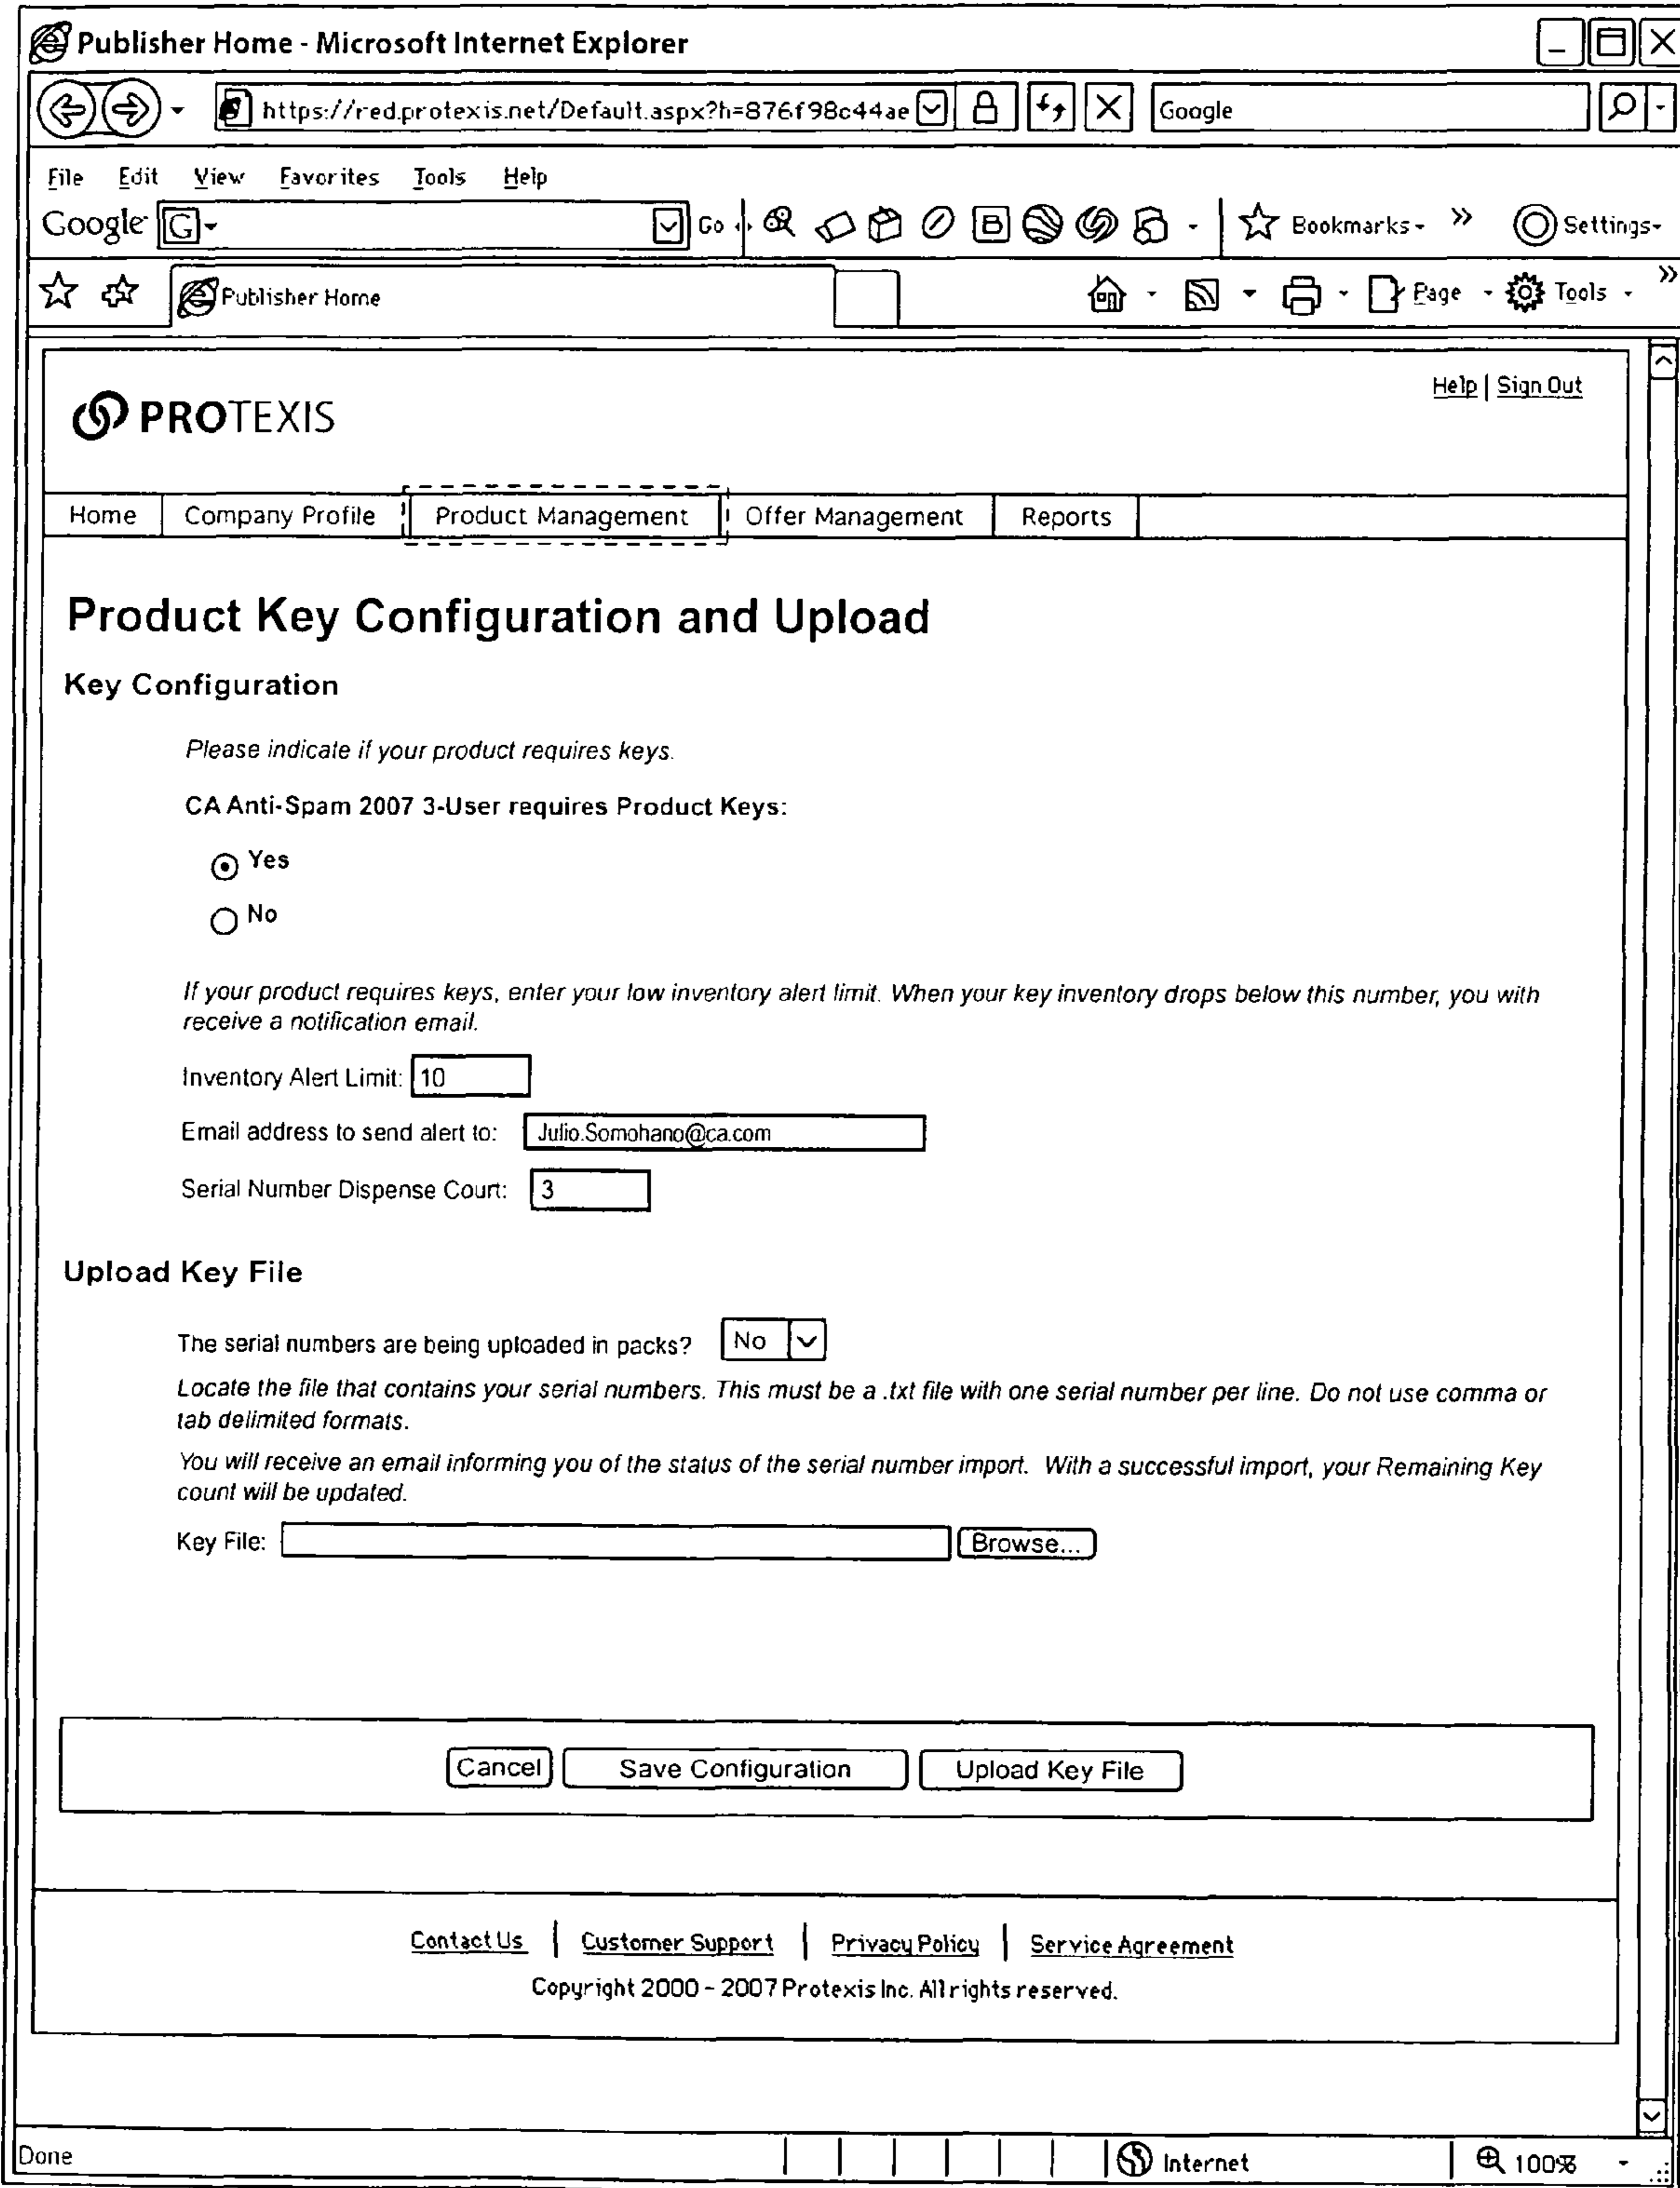 Publisher Home - Microsoft Internet Explorer
https://red.protexis.net/Default.aspx?h=876f98c44ae
Google
File Edit View Favorites Tools Help
Google G Go B Bookmarks » Settings
Publisher Home Page Tools »
Help | Sign Out
PROTEXIS
Home Company Profile Product Management Offer Management Reports
Product Key Configuration and Upload
Key Configuration
Please indicate if your product requires keys.
CA Anti-Spam 2007 3-User requires Product Keys:
Yes
No
If your product requires keys, enter your low inventory alert limit. When your key inventory drops below this number, you with
receive a notification email.
Inventory Alert Limit: 10
Email address to send alert to: Julio.Somohano@ca.com
Serial Number Dispense Court: 3
Upload Key File
The serial numbers are being uploaded in packs? No
Locate the file that contains your serial numbers. This must be a .txt file with one serial number per line. Do not use comma or
tab delimited formats.
You will receive an email informing you of the status of the serial number import. With a successful import, your Remaining Key
count will be updated.
Key File: Browse...
Cancel Save Configuration Upload Key File
Contact Us | Customer Support | Privacy Policy | Service Agreement
Copyright 2000 - 2007 Protexis Inc. All rights reserved.
Done Internet 100%